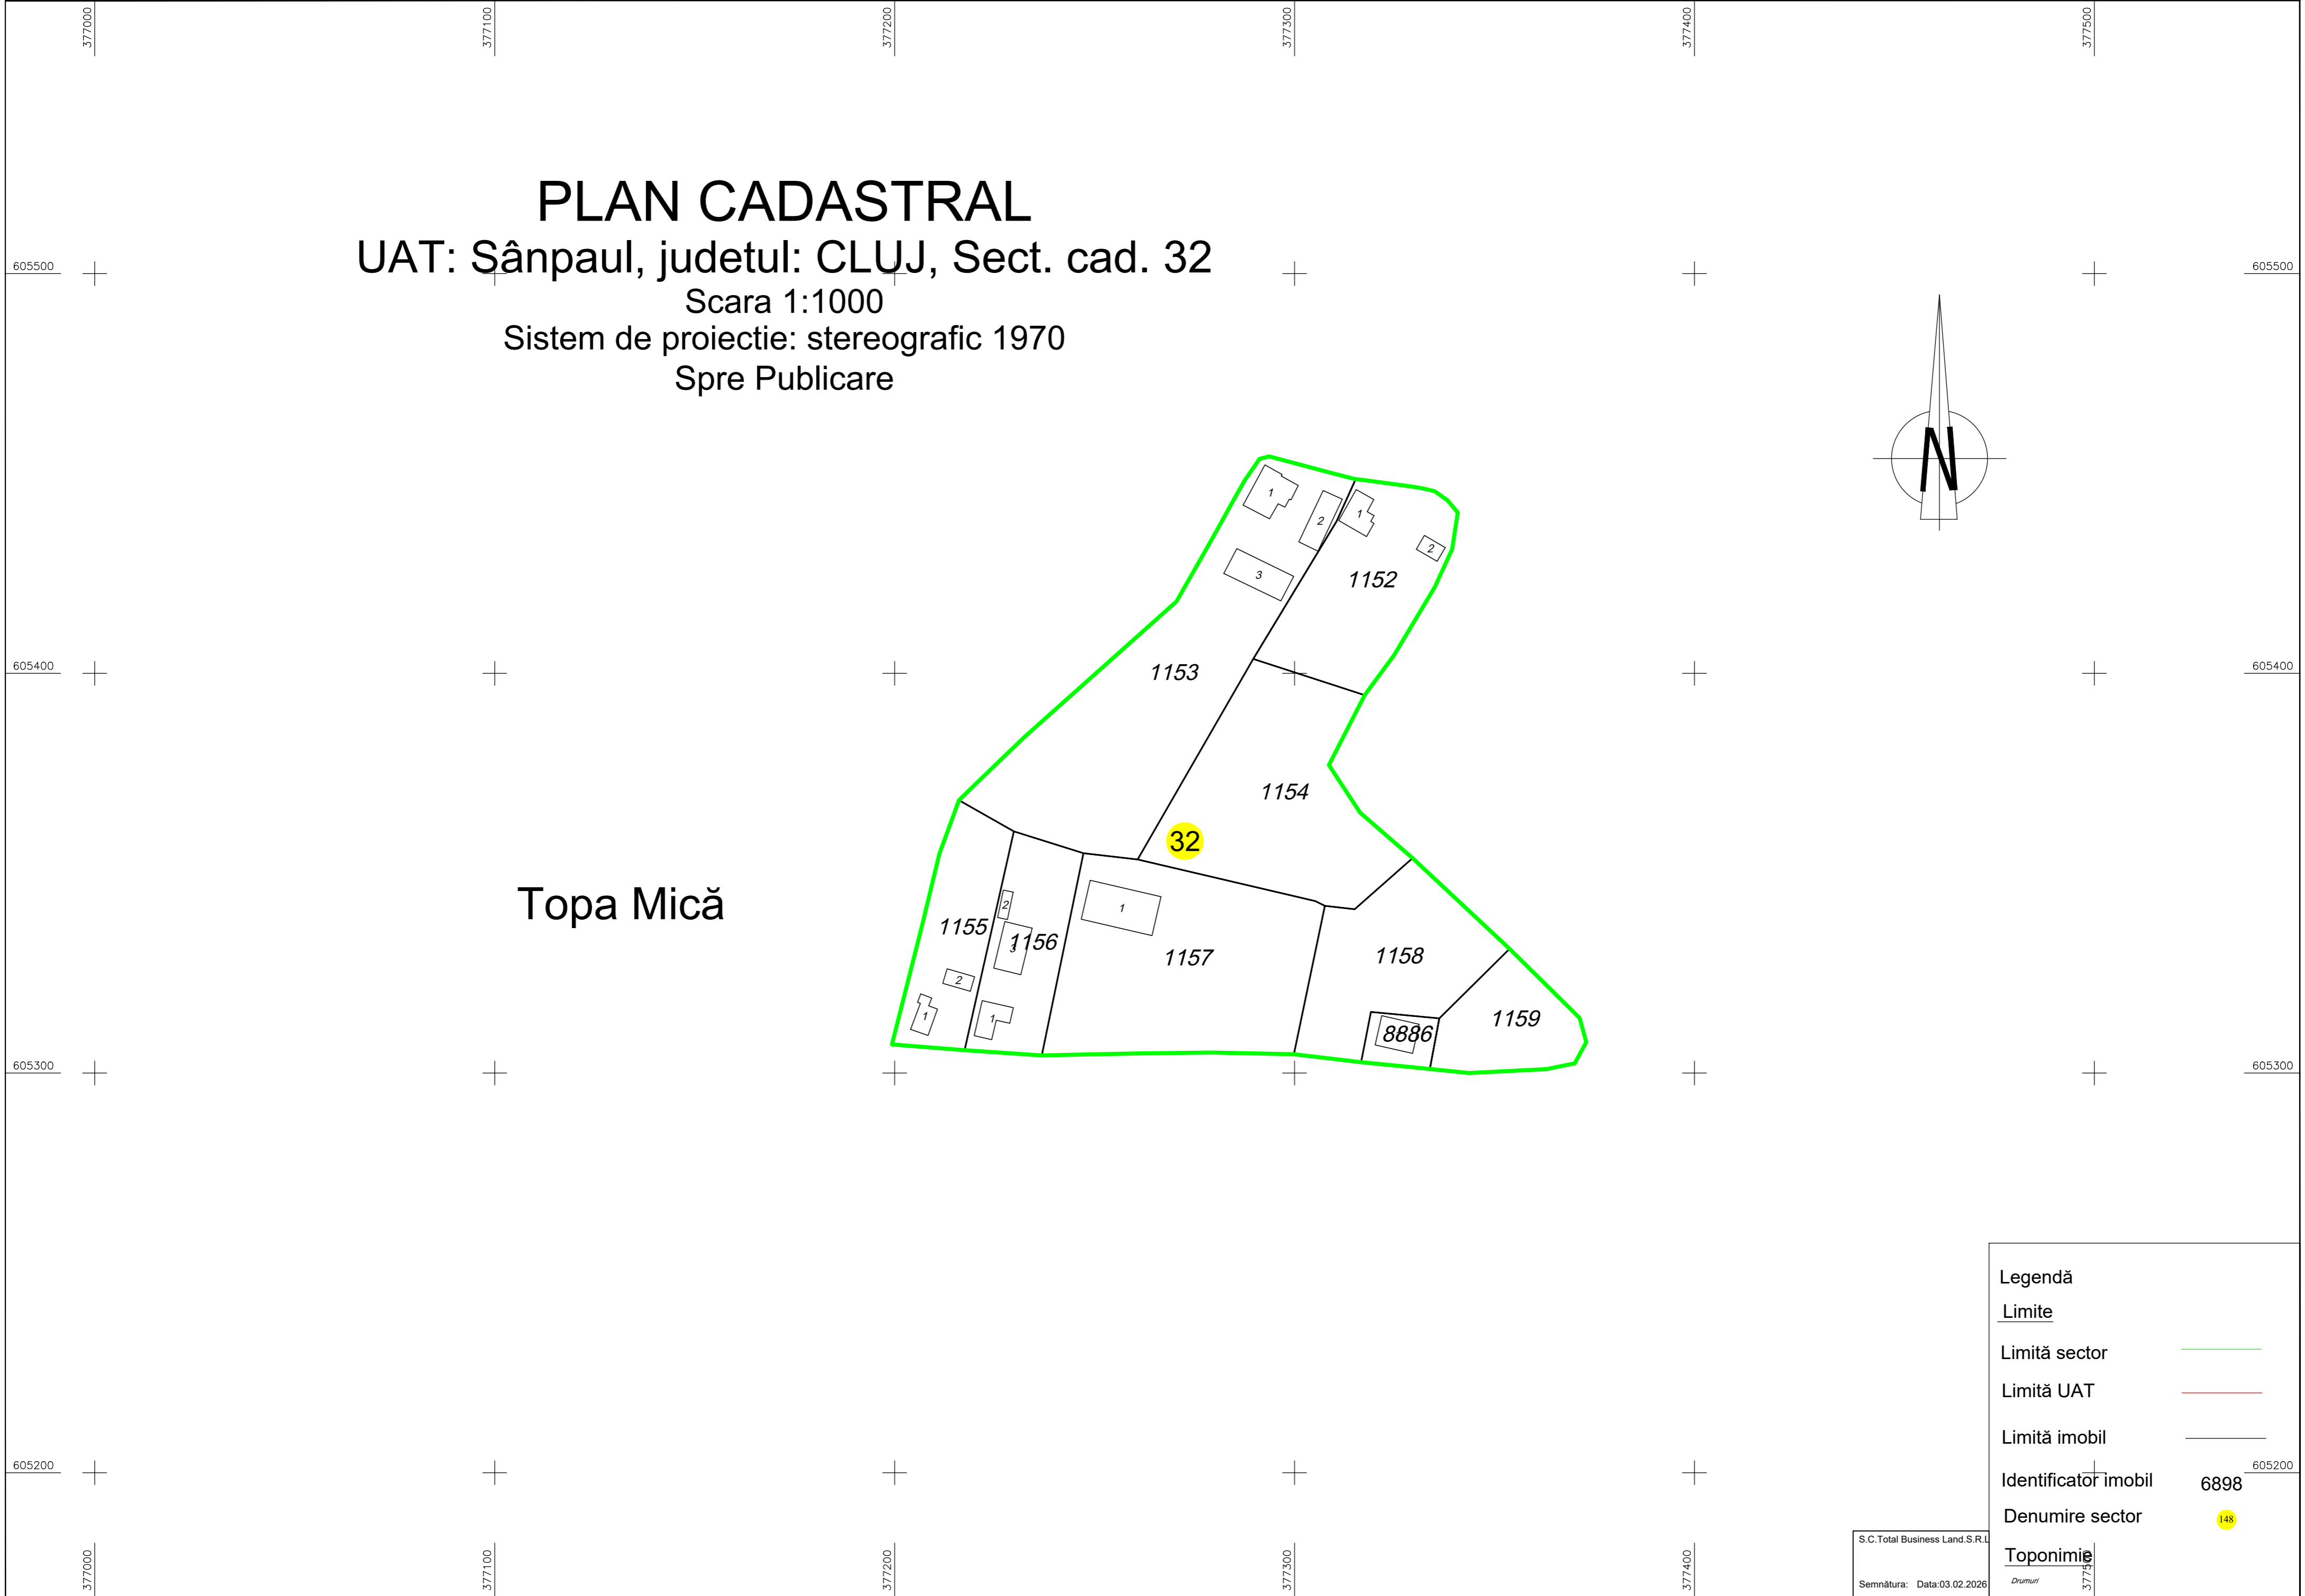 377000
377100
377200
377300
377400
377500
PLAN CADASTRAL
UAT: Sânpaul, judetul: CLUJ, Sect. cad. 32
Scara 1:1000
Sistem de proiectie: stereografic 1970
Spre Publicare
605500
605500
N
1
2
1
2
3
1152
605400
1153
605400
1154
32
Topa Mică
2
1
1155
3
1156
1157
1158
2
1
1
8886
1159
605300
605300
Legendă
Limite
Limită sector
Limită UAT
Limită imobil
605200
Identificator imobil
6898
605200
Denumire sector
148
Toponimie
Drumuri
S.C.Total Business Land.S.R.L
Semnătura: Data:03.02.2026
377000
377100
377200
377300
377400
377500